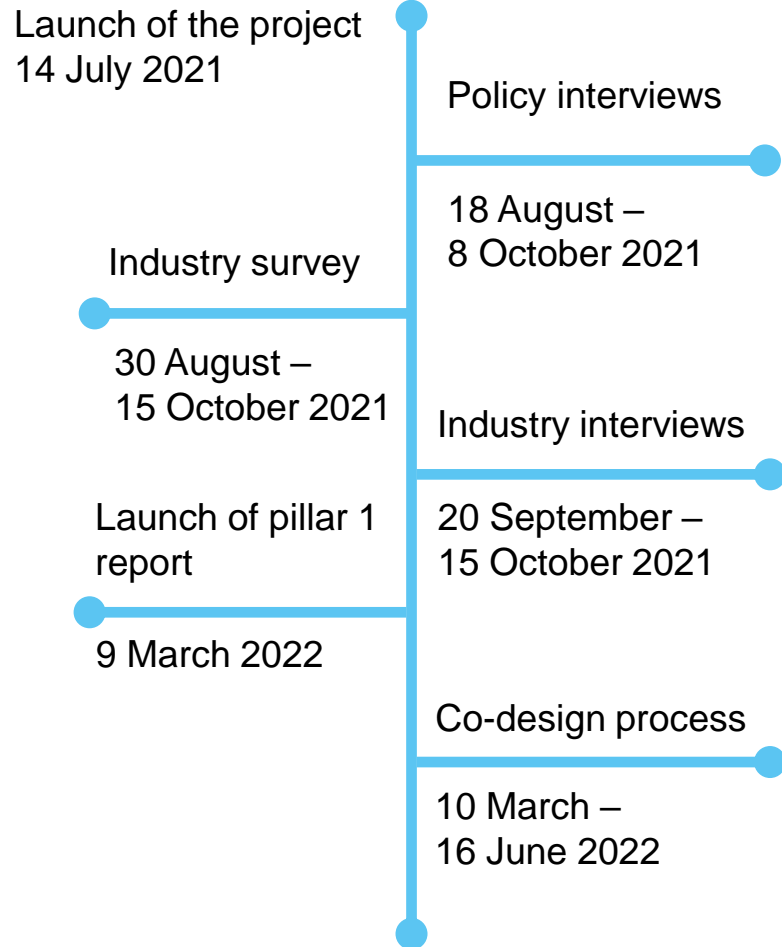 Launch of the project
14 July 2021
Policy interviews
18 August –
8 October 2021
Industry survey
30 August –
15 October 2021
Industry interviews
20 September –
15 October 2021
Launch of pillar 1
report
9 March 2022
Co-design process
10 March –
16 June 2022